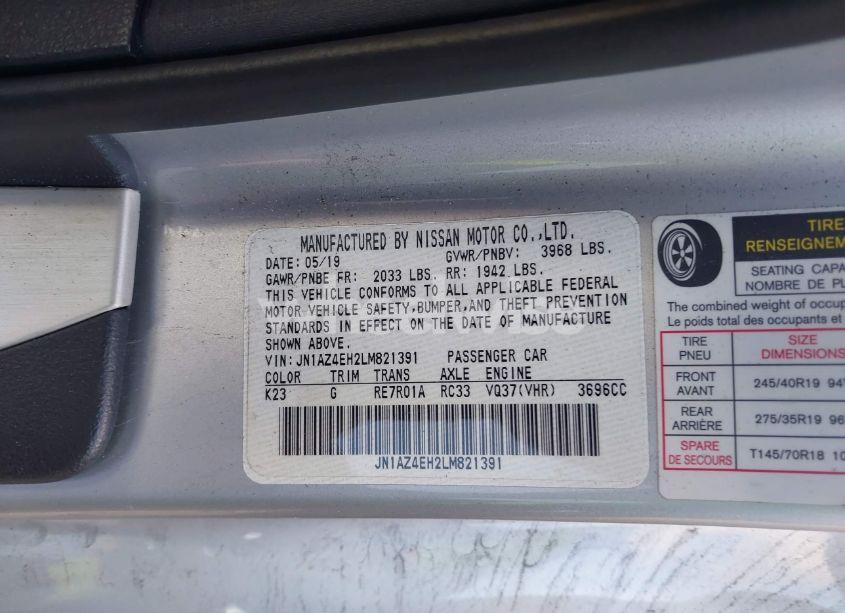 MANUFACTURED BY NISSAN MOTOR CO.,LTD.
DATE: 05/19 GVWR/PNBV: 3968 LBS.
GAWR/PNBE FR: 2033 LBS. RR: 1942 LBS.
THIS VEHICLE CONFORMS TO ALL APPLICABLE FEDERAL
MOTOR VEHICLE SAFETY,BUMPER,AND THEFT PREVENTION
STANDARDS IN EFFECT ON THE DATE OF MANUFACTURE
SHOWN ABOVE.
VIN: JN1AZ4EH2LM821391 PASSENGER CAR
COLOR TRIM TRANS AXLE ENGINE
K23 G RE7R01A RC33 VQ37(VHR) 3696CC
JN1AZ4EH2LM821391
TIRE
RENSEIGNEM
SEATING CAPA
NOMBRE DE PL
The combined weight of occup
Le poids total des occupants et
TIRE SIZE
PNEU DIMENSIONS
FRONT
AVANT 245/40R19 94
REAR
ARRIÈRE 275/35R19 96
SPARE
DE SECOURS T145/70R18 10